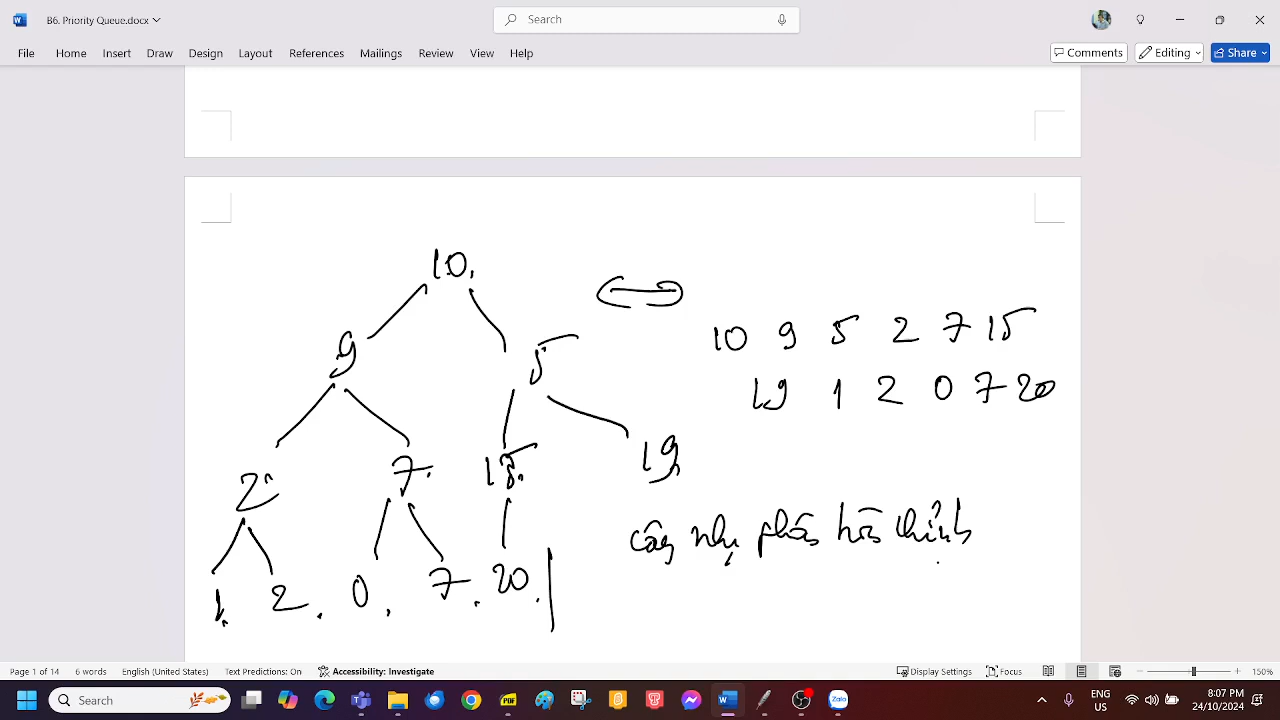 B6. Priority Queue.docx
Search
File Home Insert Draw Design Layout References Mailings Review View Help
Comments Editing Share
10.
9 5
2 7. 15.
19
1. 2. 0. 7. 20.
10 9 5 2 7 15
19 1 2 0 7 20
cây nhị phân hoàn chỉnh
Page 1 of 14 6 words English (United States) Text Predictions: On Accessibility: Investigate Display Settings Focus 150%
Search PDF Zalo ENG US 8:07 PM 24/10/2024